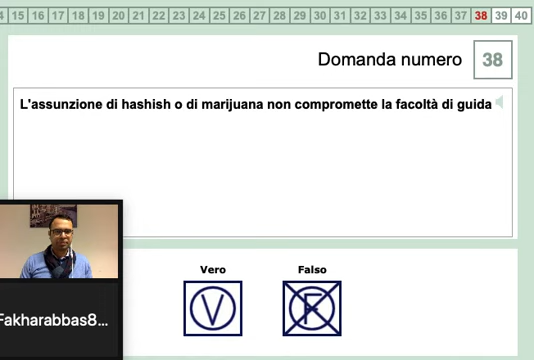 15 16 17 18 19 20 21 22 23 24 25 26 27 28 29 30 31 32 33 34 35 36 37 38 39 40
Domanda numero 38
L'assunzione di hashish o di marijuana non compromette la facoltà di guida
Fakharabbas8...
Vero Falso
V F